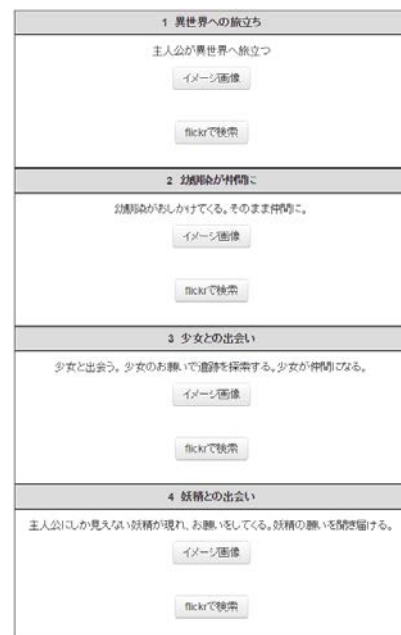 1 異世界への旅立ち
主人公が異世界へ旅立つ
イメージ画像
flickrで検索
2 幼馴染が仲間に
幼馴染がおしかけてくる。そのまま仲間に。
イメージ画像
flickrで検索
3 少女との出会い
少女と出会う。少女のお願いで遺跡を探索する。少女が仲間になる。
イメージ画像
flickrで検索
4 妖精との出会い
主人公にしか見えない妖精が現れ、お願いをしてくる。妖精の願いを聞き届ける。
イメージ画像
flickrで検索